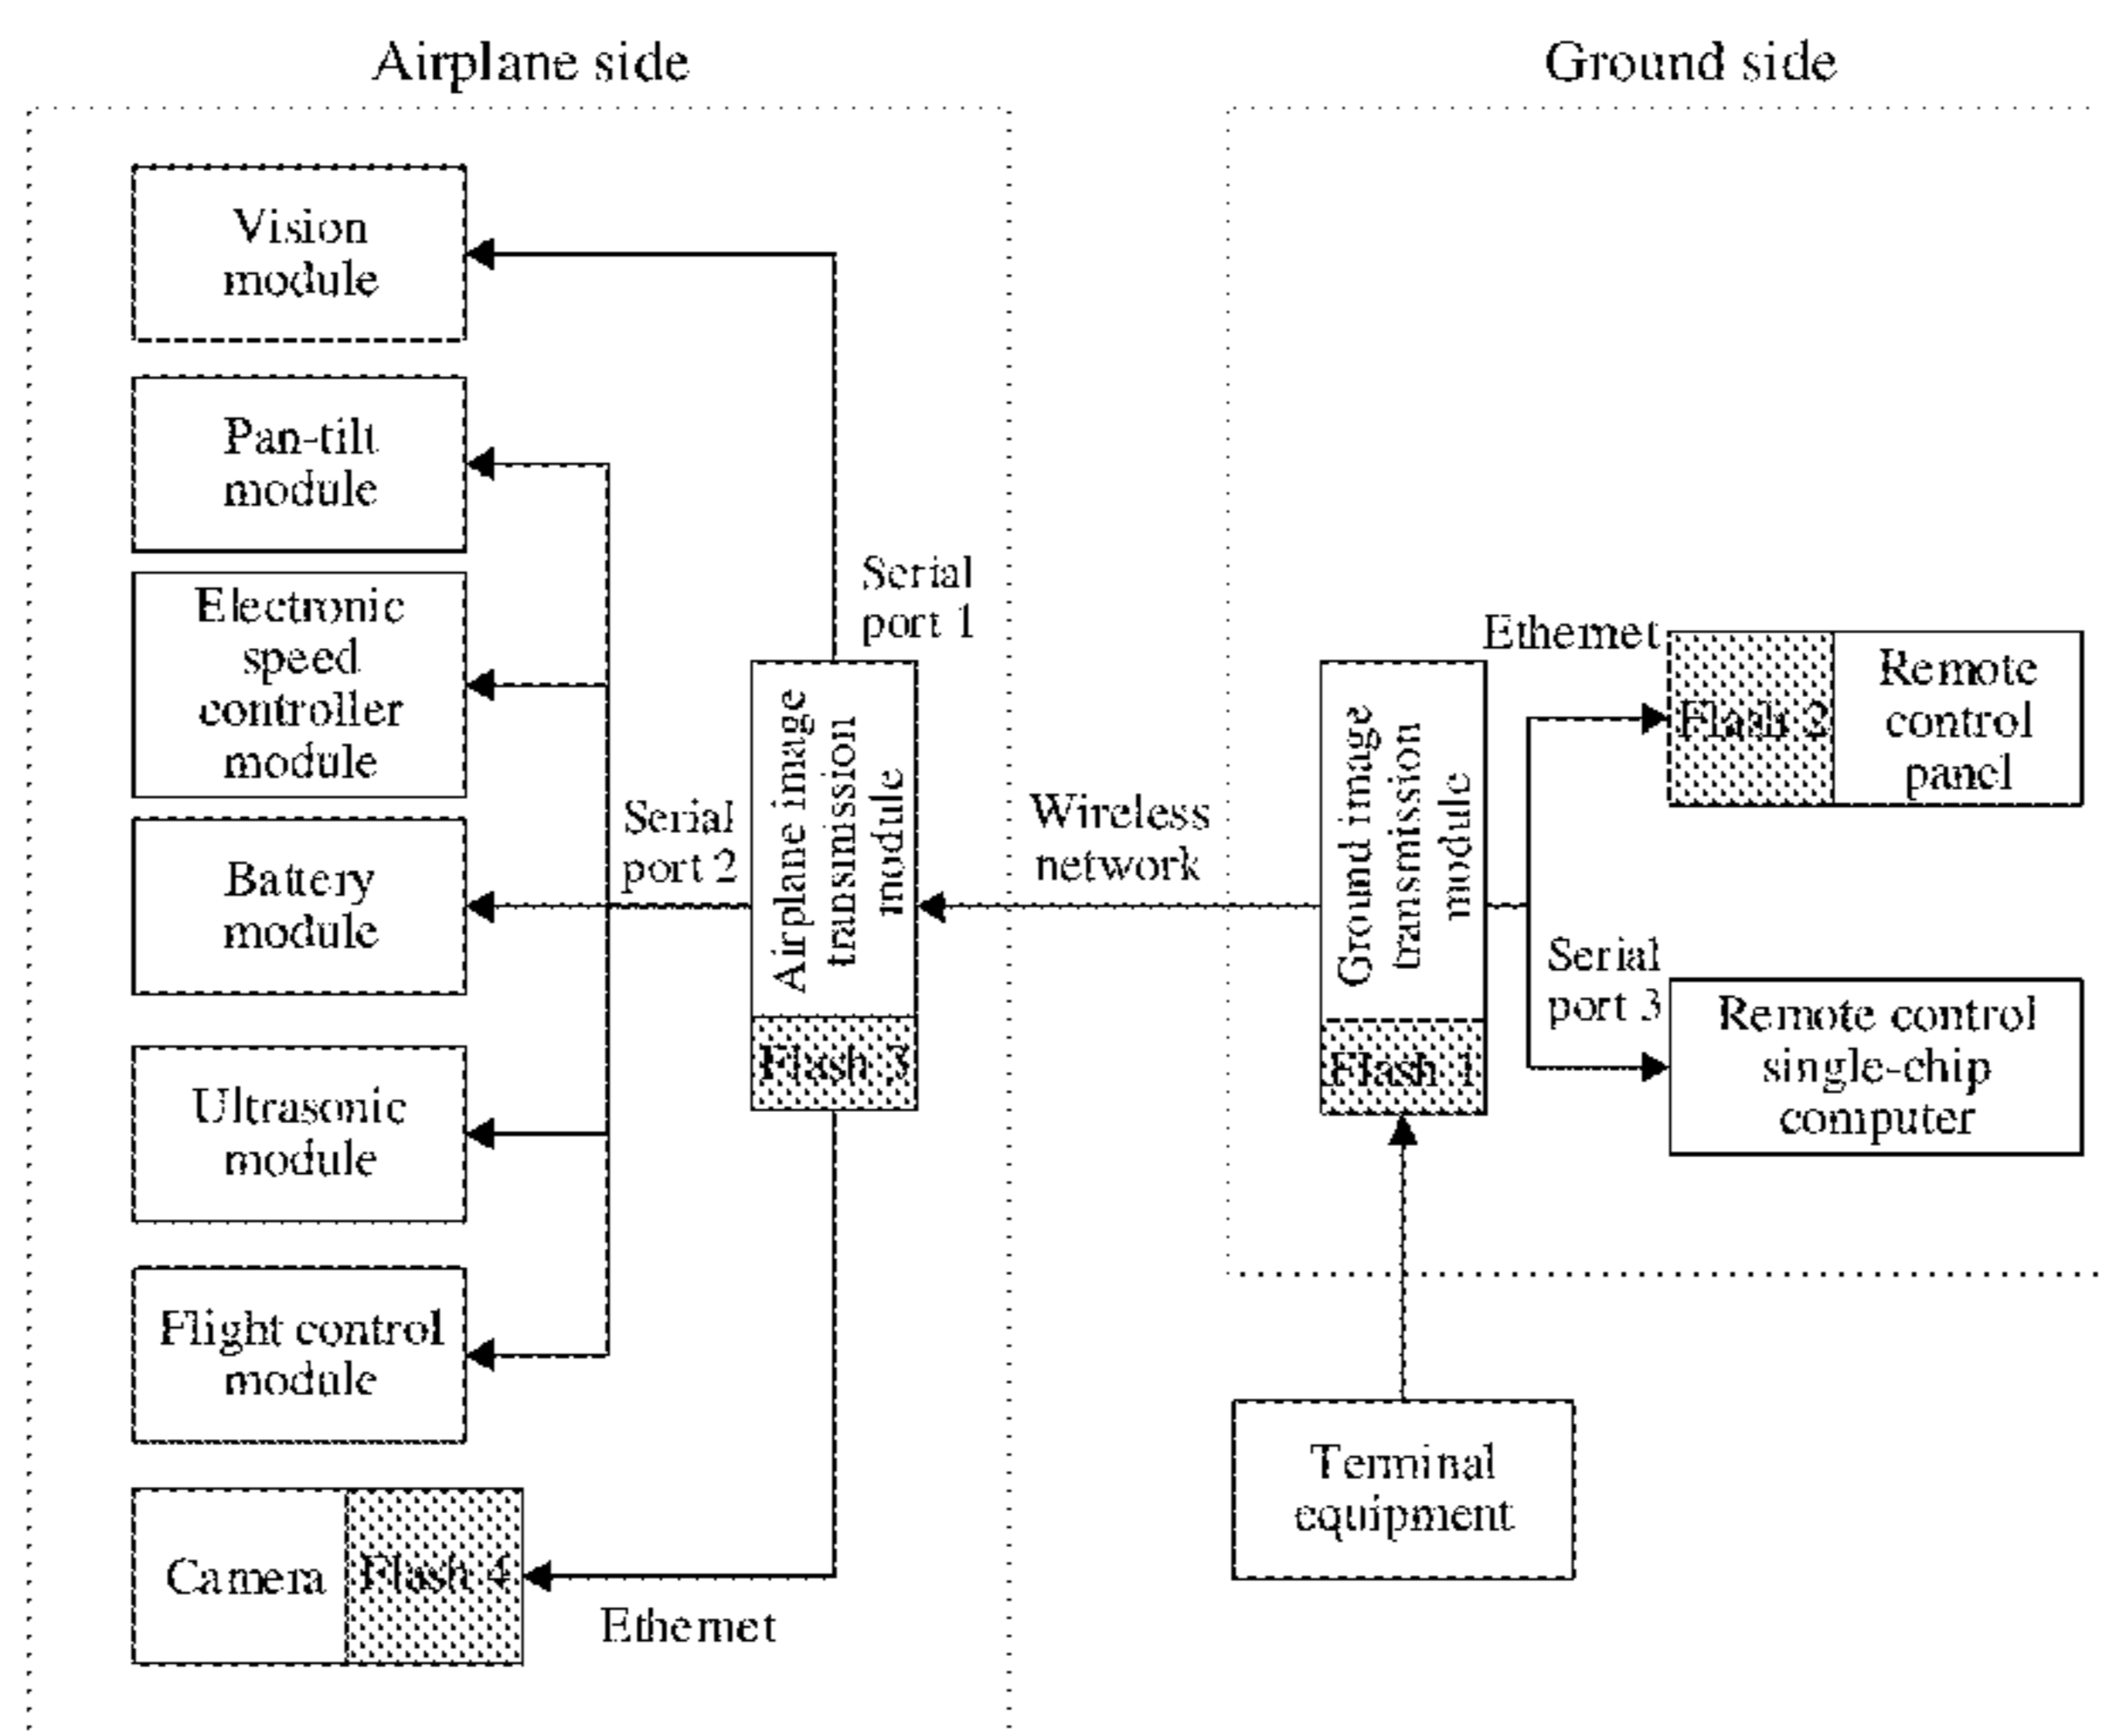 Airplane side
Ground side
Vision
module
Pan-tilt
module
Electronic
speed
controller
module
Battery
module
Ultrasonic
module
Flight control
module
Camera
Flash 4
Ethernet
Serial
port 1
Serial
port 2
Airplane image
transmission
module
Flash 3
Wireless
network
Ground image
transmission
module
Flash 1
Ethernet
Flash 2
Remote
control
panel
Serial
port 3
Remote control
single-chip
computer
Terminal
equipment